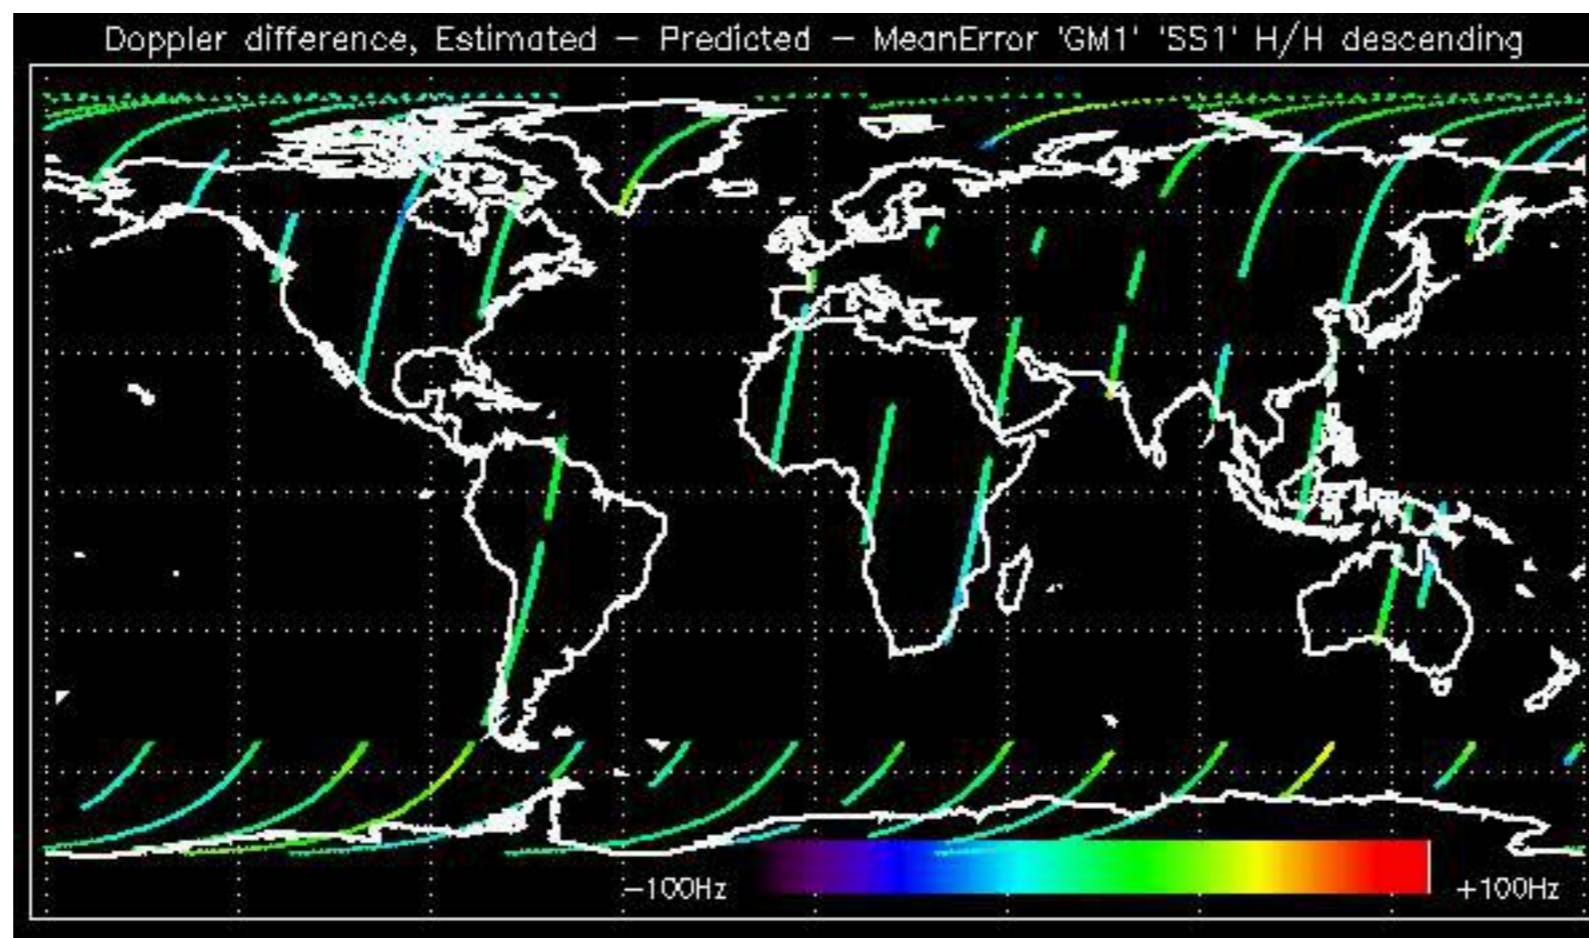 Doppler difference, Estimated — Predicted — MeanError 'GM1' 'SS1' H/H descending
−100Hz
+100Hz